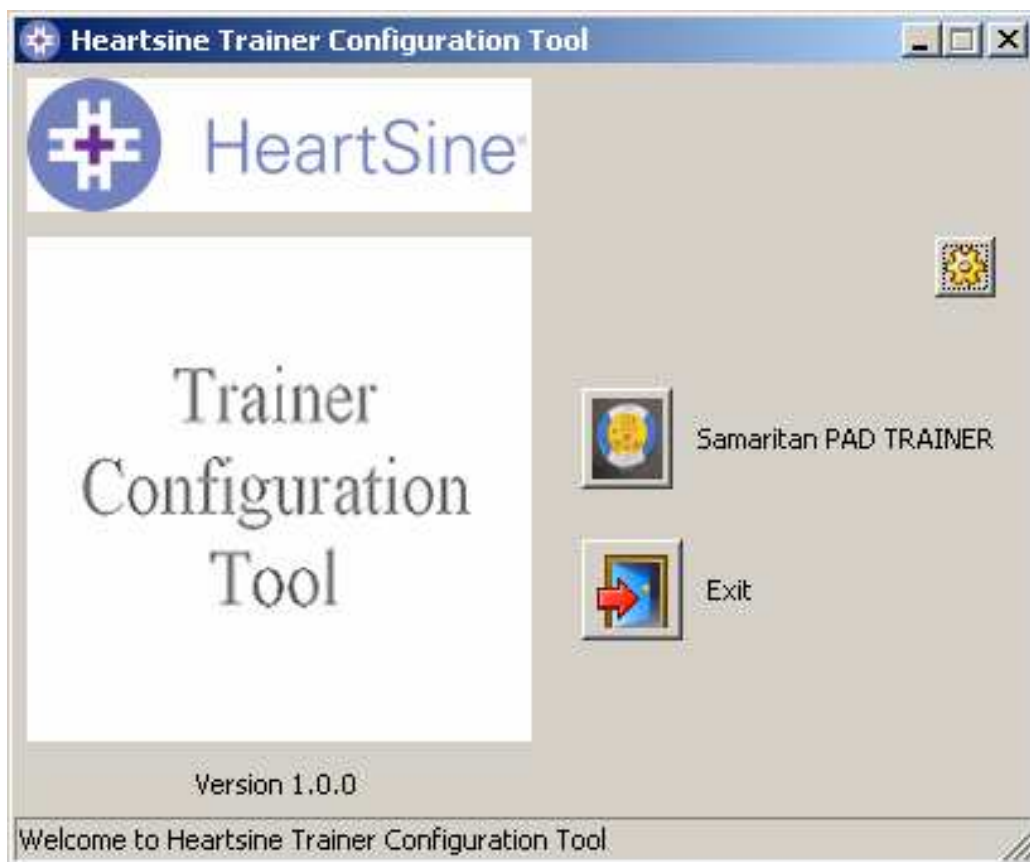 Heartsine Trainer Configuration Tool
HeartSine®
Trainer
Configuration
Tool
Samaritan PAD TRAINER
Exit
Version 1.0.0
Welcome to Heartsine Trainer Configuration Tool